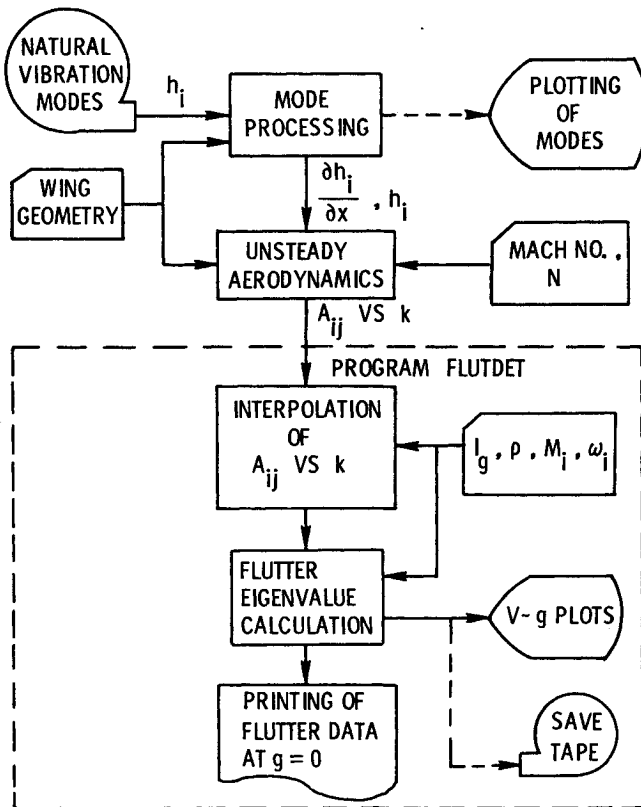 NATURAL
VIBRATION
MODES
h_i
MODE
PROCESSING
PLOTTING
OF
MODES
WING
GEOMETRY
∂h_i
∂x , h_i
UNSTEADY
AERODYNAMICS
MACH NO. ,
N
A_ij VS k
PROGRAM FLUTDET
INTERPOLATION
OF
A_ij VS k
I_g , ρ , M_i , ω_i
FLUTTER
EIGENVALUE
CALCULATION
V~g PLOTS
PRINTING OF
FLUTTER DATA
AT g = 0
SAVE
TAPE